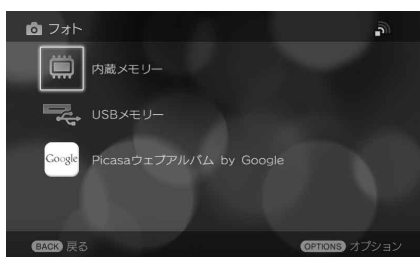 フォト
内蔵メモリー
USBメモリー
Google
Picasaウェブアルバム by Google
BACK 戻る
OPTIONS オプション